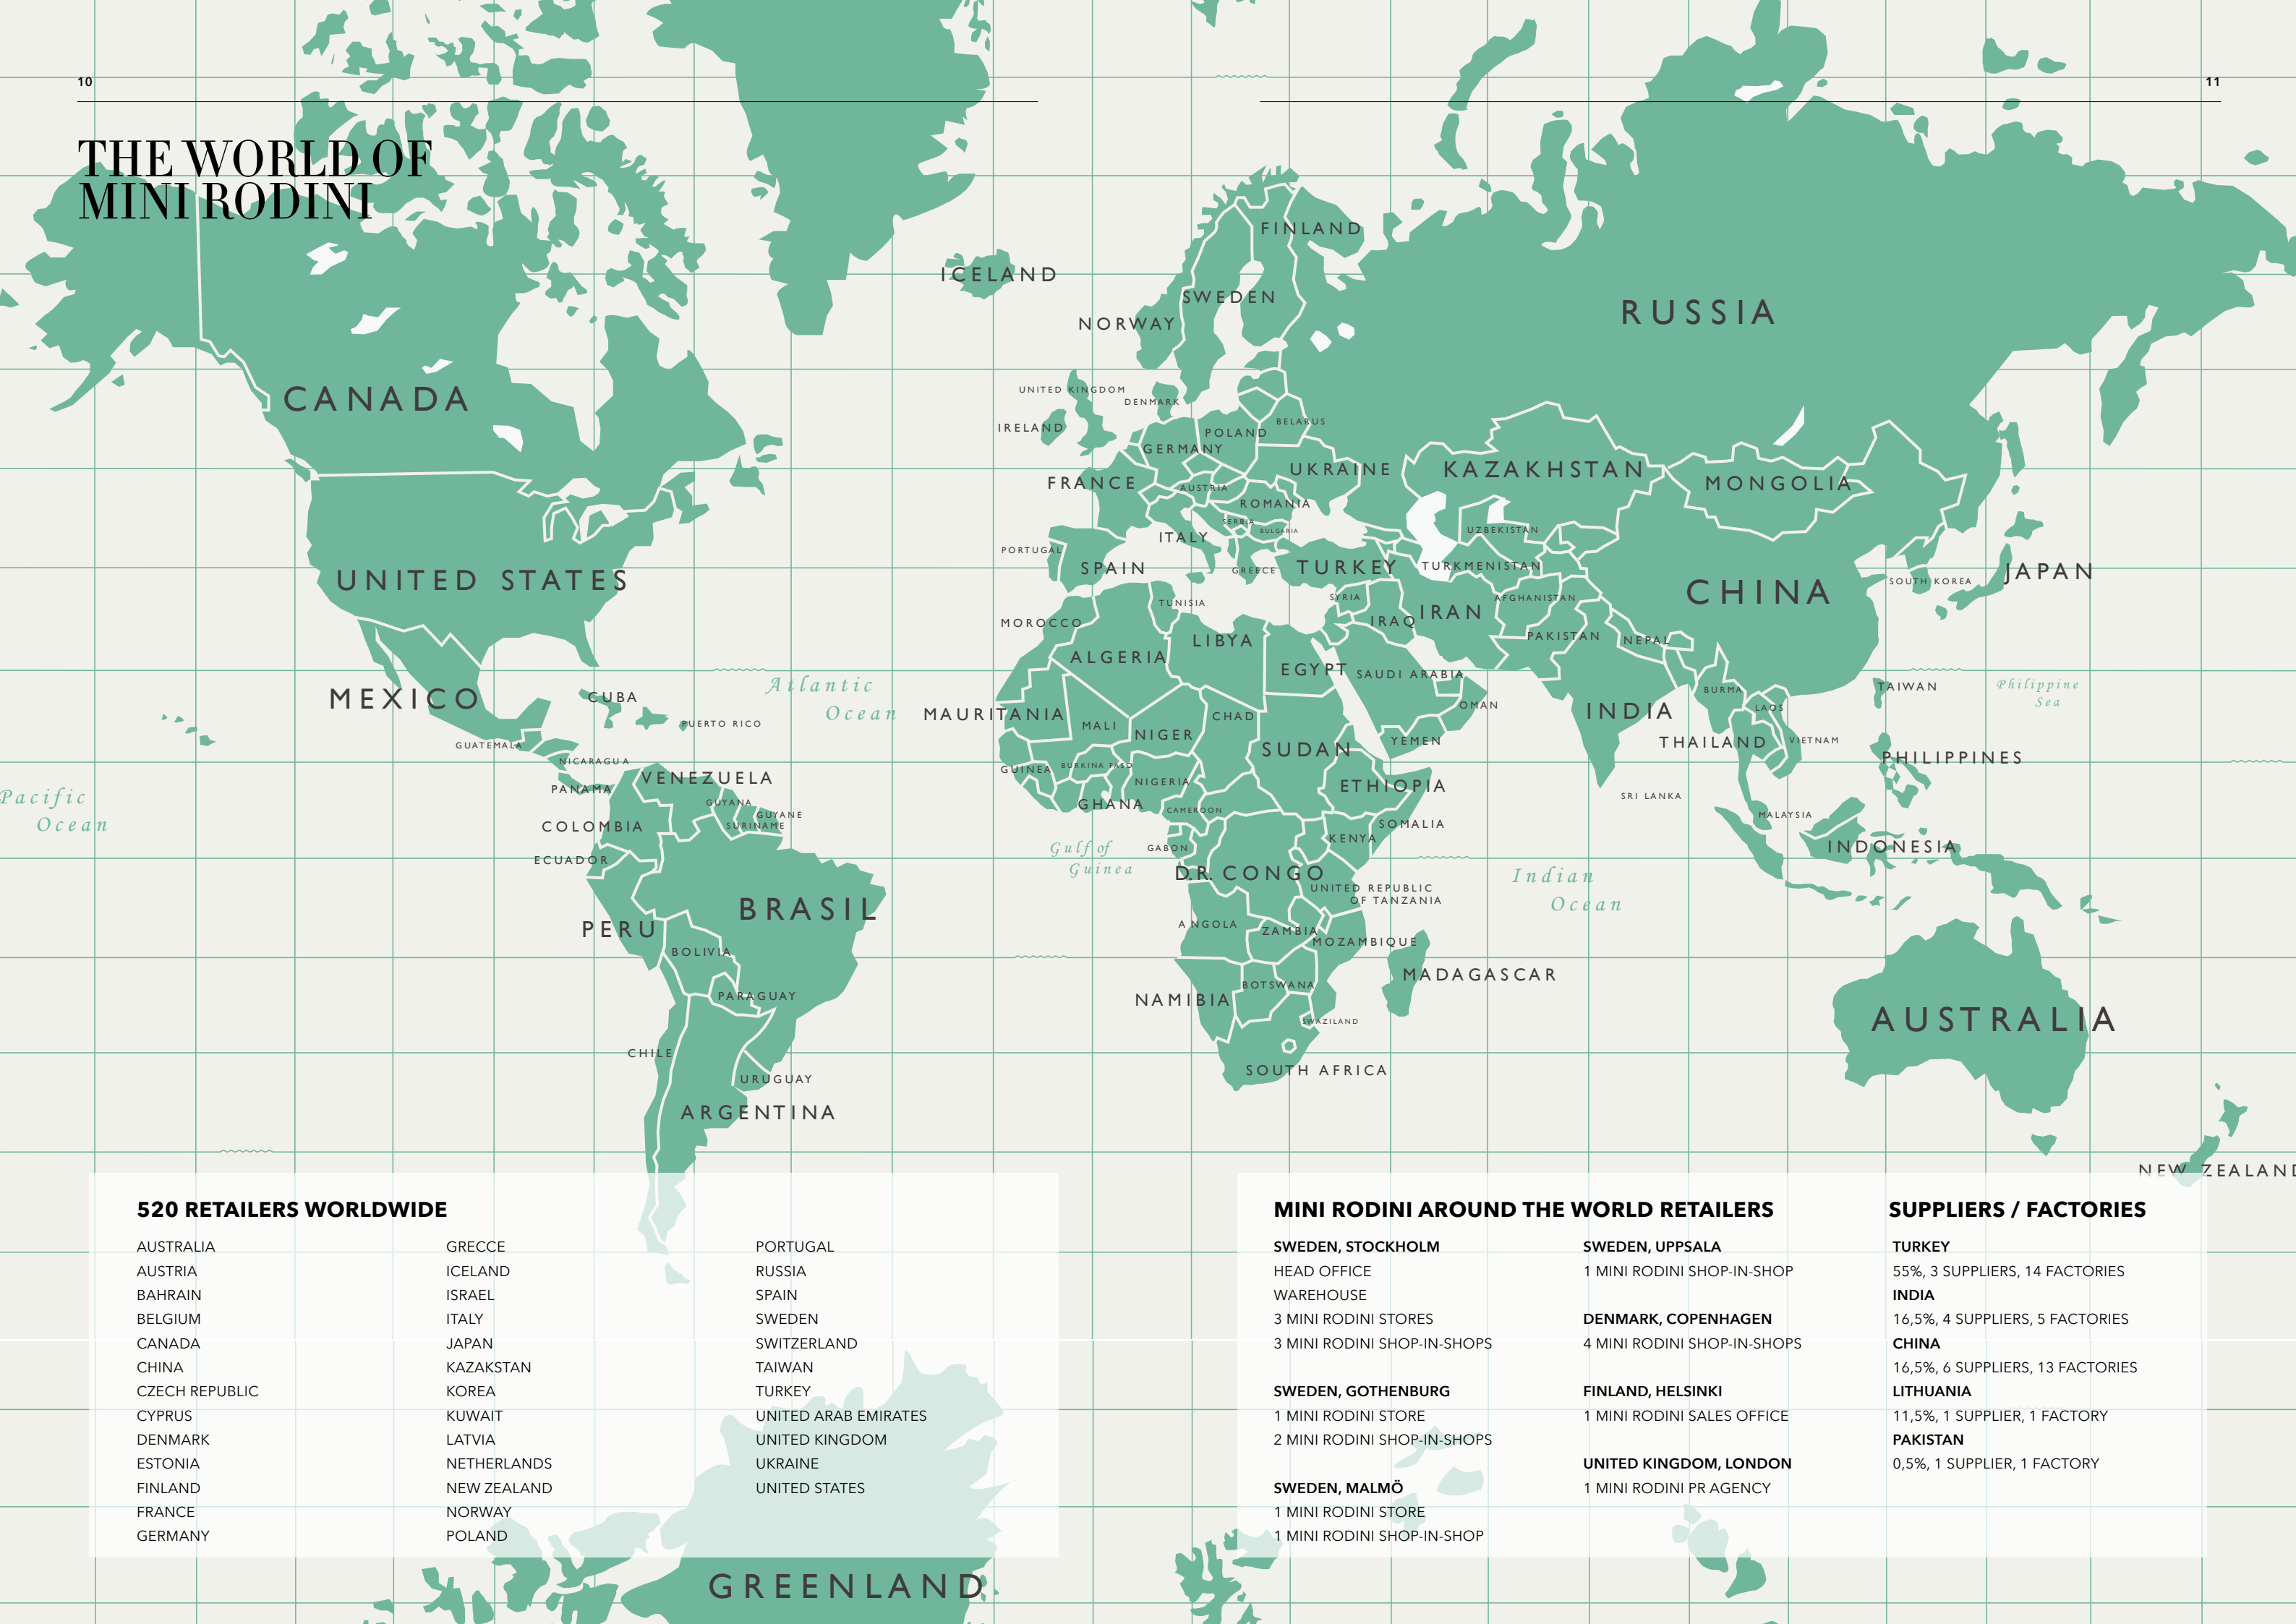 10
11
THE WORLD OF
MINI RODINI
FINLAND
ICELAND
SWEDEN
RUSSIA
NORWAY
CANADA
UNITED KINGDOM
DENMARK
IRELAND
POLAND
BELARUS
GERMANY
UKRAINE
KAZAKHSTAN
MONGOLIA
FRANCE
AUSTRIA
ROMANIA
SERBIA
BULGARIA
UZBEKISTAN
ITALY
PORTUGAL
SPAIN
GREECE
TURKEY
TURKMENISTAN
JAPAN
SOUTH KOREA
UNITED STATES
CHINA
TUNISIA
SYRIA
AFGHANISTAN
MOROCCO
IRAQ
IRAN
LIBYA
PAKISTAN
NEPAL
ALGERIA
EGYPT
SAUDI ARABIA
Atlantic
Ocean
TAIWAN
Philippine
Sea
MEXICO
CUBA
BURMA
PUERTO RICO
MAURITANIA
MALI
CHAD
OMAN
INDIA
LAOS
NIGER
GUATEMALA
SUDAN
YEMEN
THAILAND
VIETNAM
NICARAGUA
PHILIPPINES
GUINEA
BURKINA FASO
VENEZUELA
NIGERIA
ETHIOPIA
PANAMA
Pacific
Ocean
SRI LANKA
GUYANA
GHANA
CAMEROON
GUYANE
SURINAME
MALAYSIA
COLOMBIA
SOMALIA
KENYA
Gulf of
Guinea
GABON
INDONESIA
ECUADOR
D.R. CONGO
Indian
Ocean
UNITED REPUBLIC
OF TANZANIA
BRASIL
PERU
ANGOLA
ZAMBIA
MOZAMBIQUE
BOLIVIA
MADAGASCAR
BOTSWANA
PARAGUAY
NAMIBIA
AUSTRALIA
SWAZILAND
CHILE
SOUTH AFRICA
URUGUAY
ARGENTINA
NEW ZEALAND
520 RETAILERS WORLDWIDE
AUSTRALIA
AUSTRIA
BAHRAIN
BELGIUM
CANADA
CHINA
CZECH REPUBLIC
CYPRUS
DENMARK
ESTONIA
FINLAND
FRANCE
GERMANY
GRECCE
ICELAND
ISRAEL
ITALY
JAPAN
KAZAKSTAN
KOREA
KUWAIT
LATVIA
NETHERLANDS
NEW ZEALAND
NORWAY
POLAND
PORTUGAL
RUSSIA
SPAIN
SWEDEN
SWITZERLAND
TAIWAN
TURKEY
UNITED ARAB EMIRATES
UNITED KINGDOM
UKRAINE
UNITED STATES
MINI RODINI AROUND THE WORLD RETAILERS
SWEDEN, STOCKHOLM
HEAD OFFICE
WAREHOUSE
3 MINI RODINI STORES
3 MINI RODINI SHOP-IN-SHOPS
SWEDEN, GOTHENBURG
1 MINI RODINI STORE
2 MINI RODINI SHOP-IN-SHOPS
SWEDEN, MALMÖ
1 MINI RODINI STORE
1 MINI RODINI SHOP-IN-SHOP
SWEDEN, UPPSALA
1 MINI RODINI SHOP-IN-SHOP
DENMARK, COPENHAGEN
4 MINI RODINI SHOP-IN-SHOPS
FINLAND, HELSINKI
1 MINI RODINI SALES OFFICE
UNITED KINGDOM, LONDON
1 MINI RODINI PR AGENCY
SUPPLIERS / FACTORIES
TURKEY
55%, 3 SUPPLIERS, 14 FACTORIES
INDIA
16,5%, 4 SUPPLIERS, 5 FACTORIES
CHINA
16,5%, 6 SUPPLIERS, 13 FACTORIES
LITHUANIA
11,5%, 1 SUPPLIER, 1 FACTORY
PAKISTAN
0,5%, 1 SUPPLIER, 1 FACTORY
GREENLAND